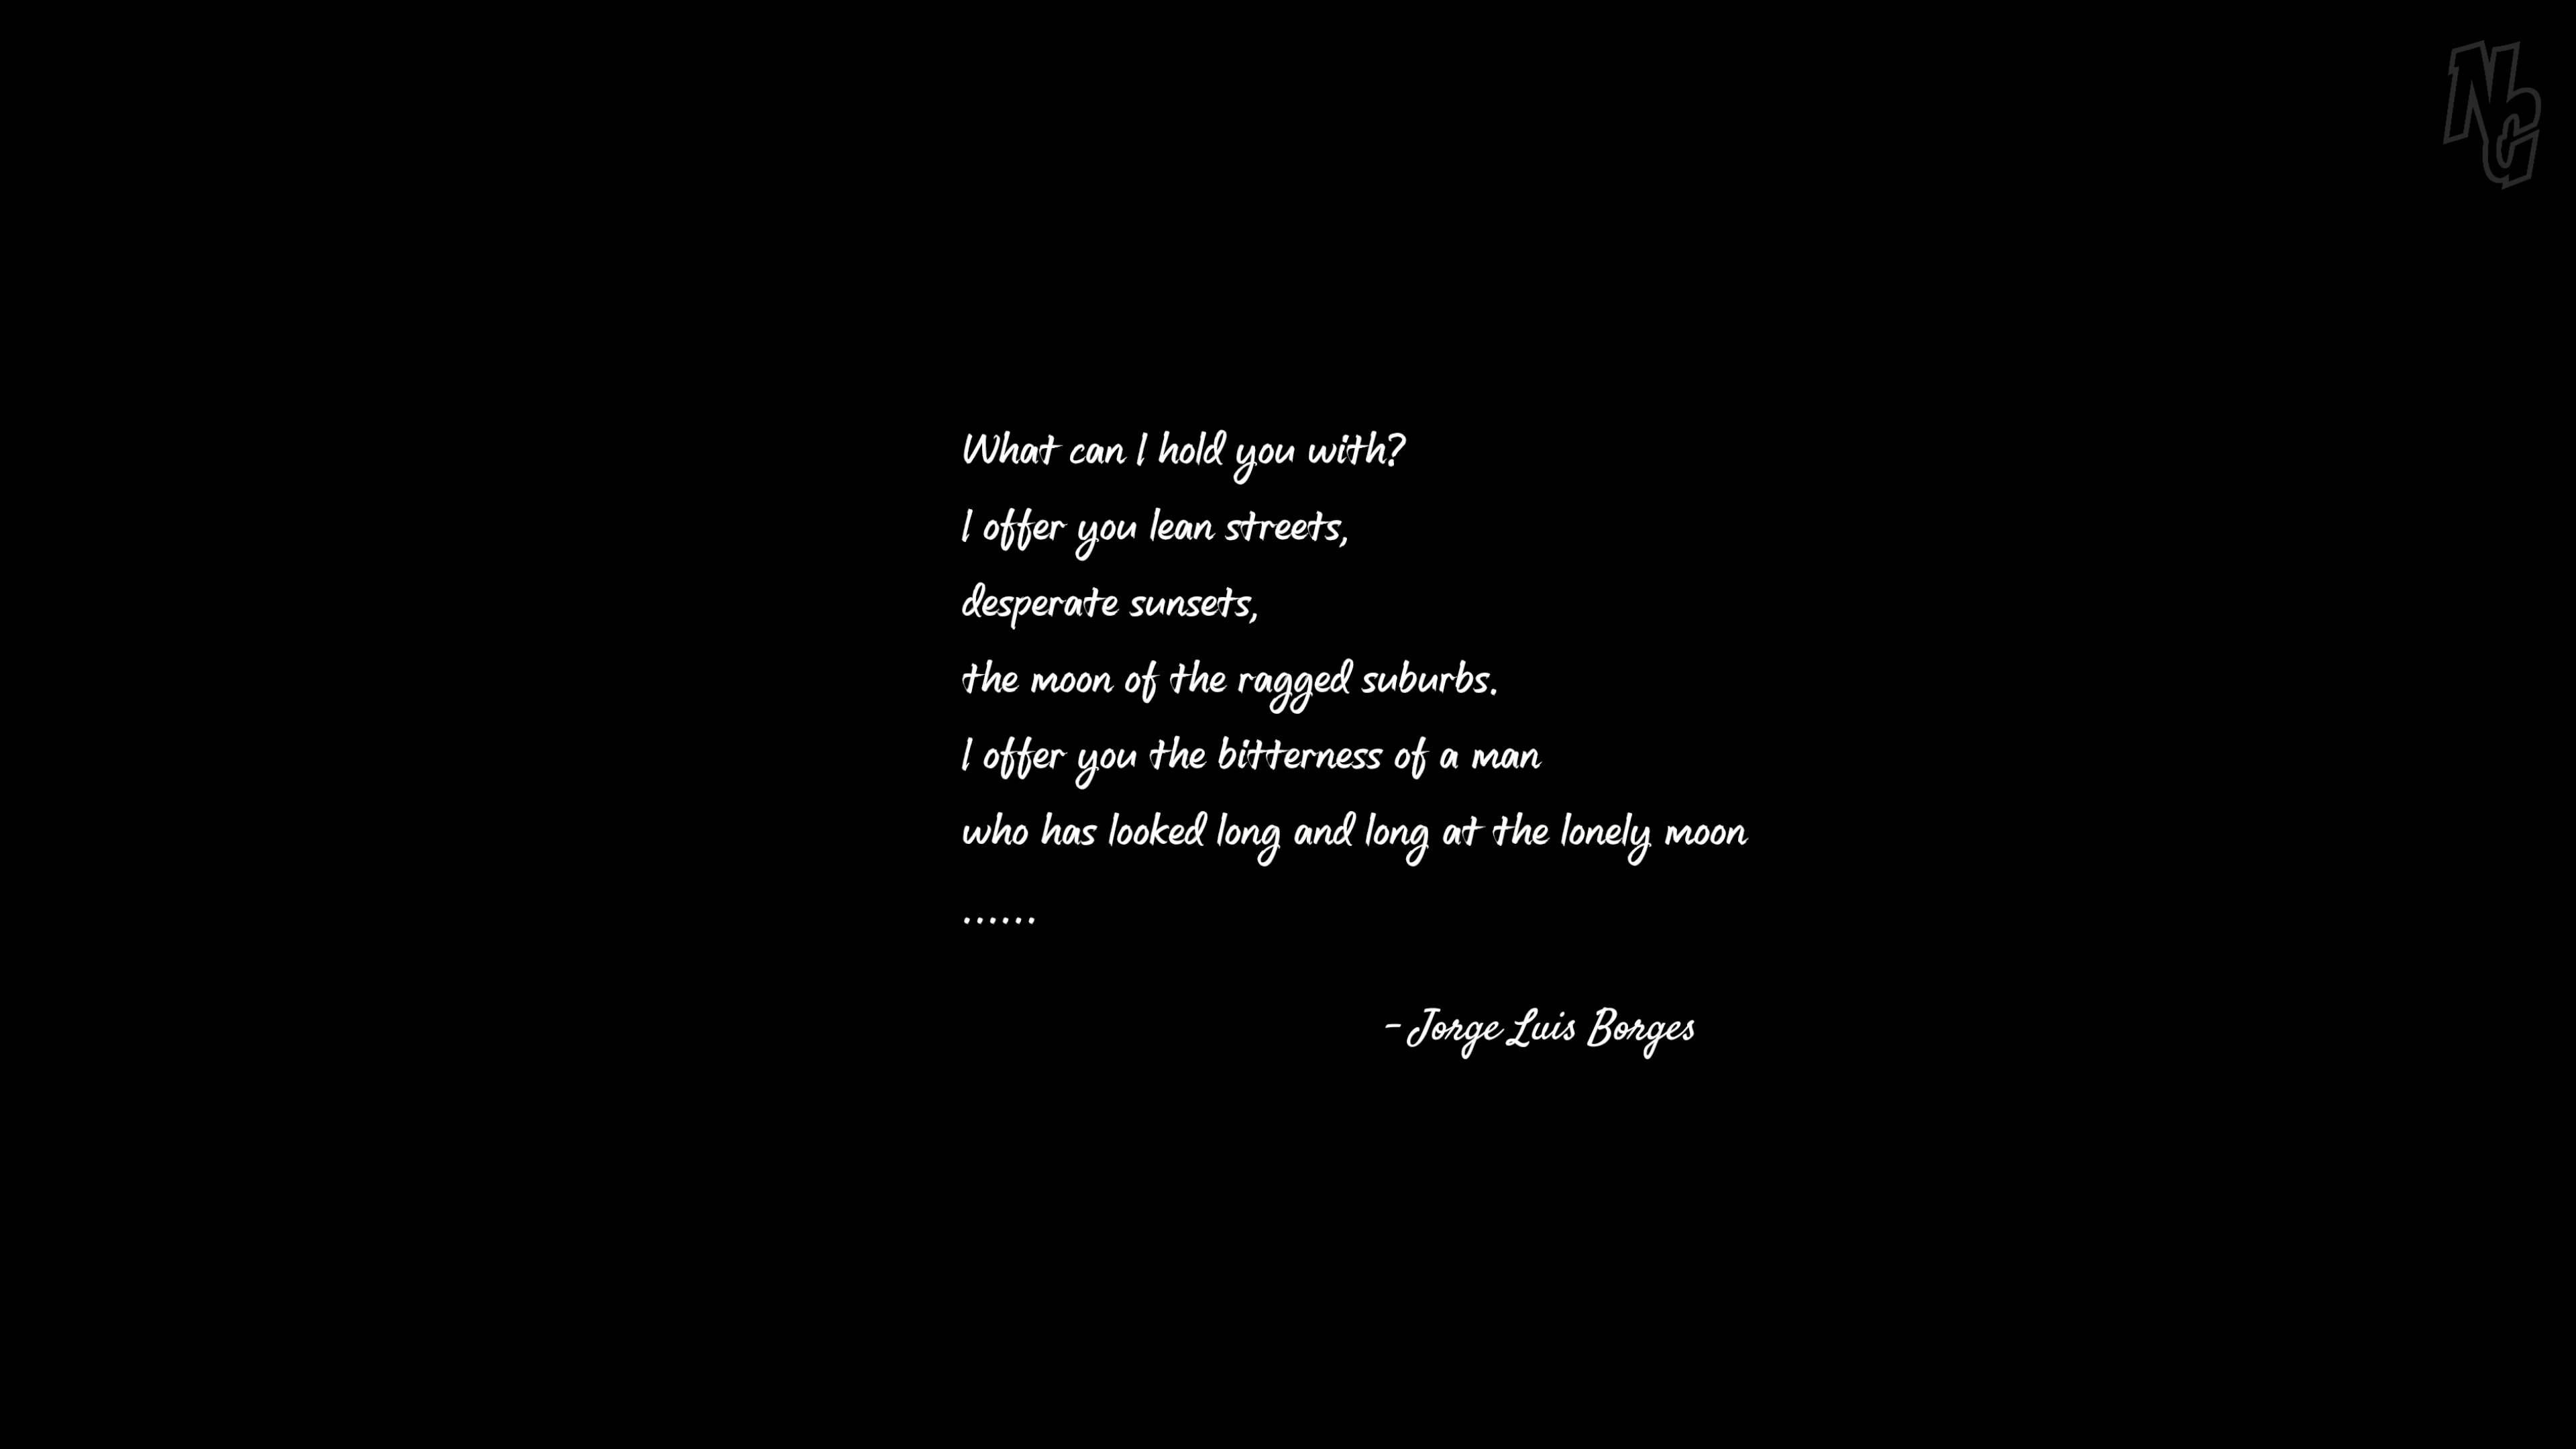 What can I hold you with?
I offer you lean streets,
desperate sunsets,
the moon of the ragged suburbs.
I offer you the bitterness of a man
who has looked long and long at the lonely moon
......
- Jorge Luis Borges